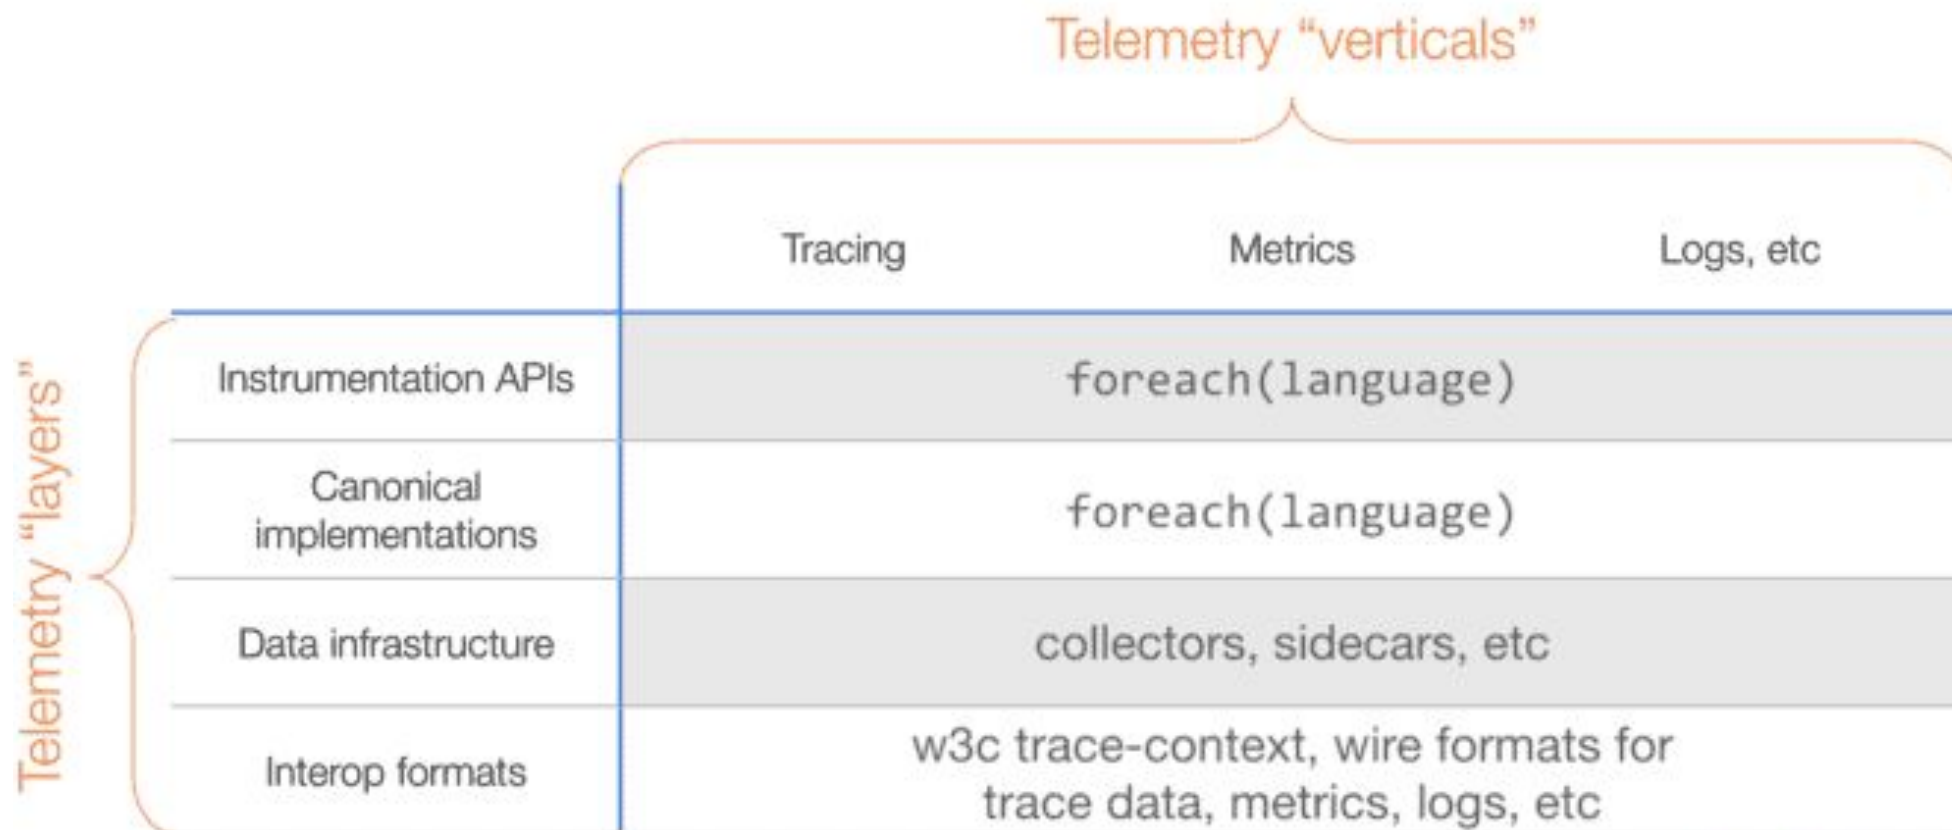 Telemetry “verticals”
Tracing
Metrics
Logs, etc
Telemetry “layers”
Instrumentation APIs
foreach(language)
Canonical
implementations
foreach(language)
Data infrastructure
collectors, sidecars, etc
Interop formats
w3c trace-context, wire formats for
trace data, metrics, logs, etc